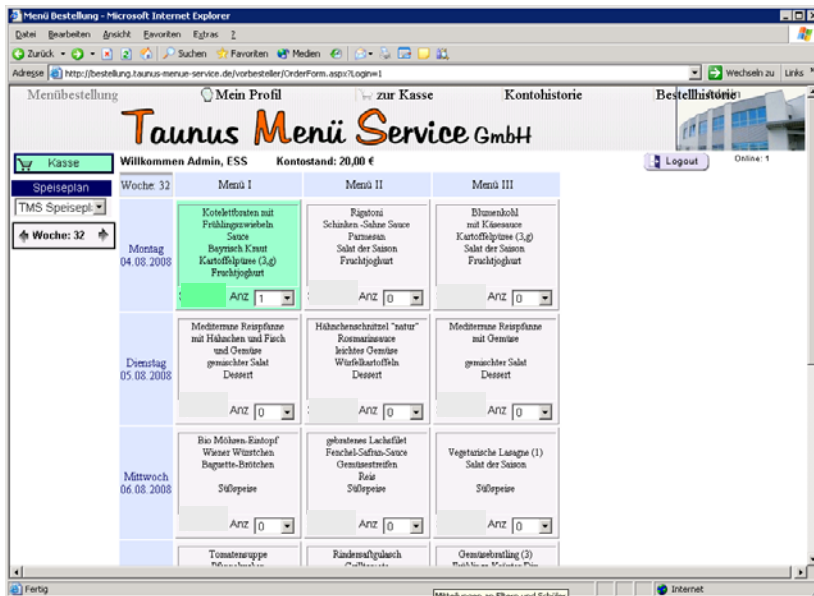 Menü Bestellung - Microsoft Internet Explorer
Datei Bearbeiten Ansicht Favoriten Extras ?
Zurück Suchen Favoriten Medien
Adresse http://bestellung.taunus-menue-service.de/vorbesteller/OrderForm.aspx?Login=1 Wechseln zu Links
Menübestellung Mein Profil zur Kasse Kontohistorie Bestellhistorie
Taunus Menü Service GmbH
Kasse Willkommen Admin, ESS Kontostand: 20,00 € Logout Online: 1
Speiseplan Woche: 32 Menü I Menü II Menü III
TMS Speisepl
Woche: 32
Montag
04.08.2008
Kotelettbraten mit
Frühlingszwiebeln
Sauce
Bayrisch Kraut
Kartoffelpüree (3,g)
Fruchtjoghurt
Anz 1
Rigatoni
Schinken -Sahne Sauce
Parmesan
Salat der Saison
Fruchtjoghurt
Anz 0
Blumenkohl
mit Käsesauce
Kartoffelpüree (3,g)
Salat der Saison
Fruchtjoghurt
Anz 0
Dienstag
05.08.2008
Mediterrane Reispfanne
mit Hähnchen und Fisch
und Gemüse
gemischter Salat
Dessert
Anz 0
Hähnchenschnitzel "natur"
Rosmarinsauce
leichtes Gemüse
Würfelkartoffeln
Dessert
Anz 0
Mediterrane Reispfanne
mit Gemüse
gemischter Salat
Dessert
Anz 0
Mittwoch
06.08.2008
Bio Möhren-Eintopf
Wiener Würstchen
Baguette-Brötchen
Süßspeise
Anz 0
gebratenes Lachsfilet
Fenchel-Safran-Sauce
Gemüsestreifen
Reis
Süßspeise
Anz 0
Vegetarische Lasagne (1)
Salat der Saison
Süßspeise
Anz 0
Tomatensuppe
Rindersaftgulasch
Gemüsebratling (3)
Fertig Internet